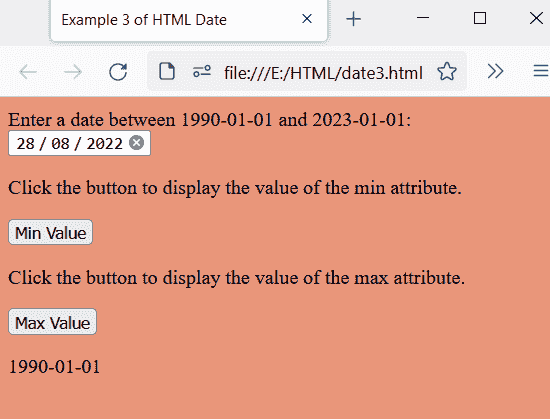 Example 3 of HTML Date
file:///E:/HTML/date3.html
Enter a date between 1990-01-01 and 2023-01-01:
28 / 08 / 2022
Click the button to display the value of the min attribute.
Min Value
Click the button to display the value of the max attribute.
Max Value
1990-01-01